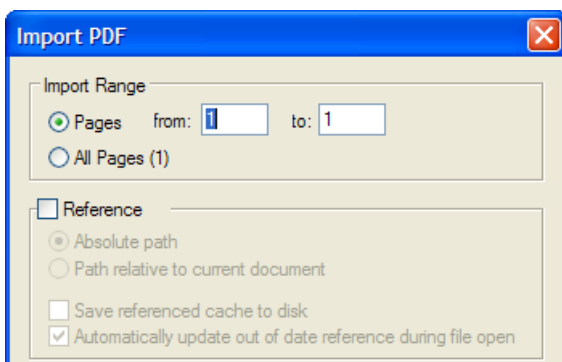 Import PDF
Import Range
Pages from: 1 to: 1
All Pages (1)
Reference
Absolute path
Path relative to current document
Save referenced cache to disk
Automatically update out of date reference during file open